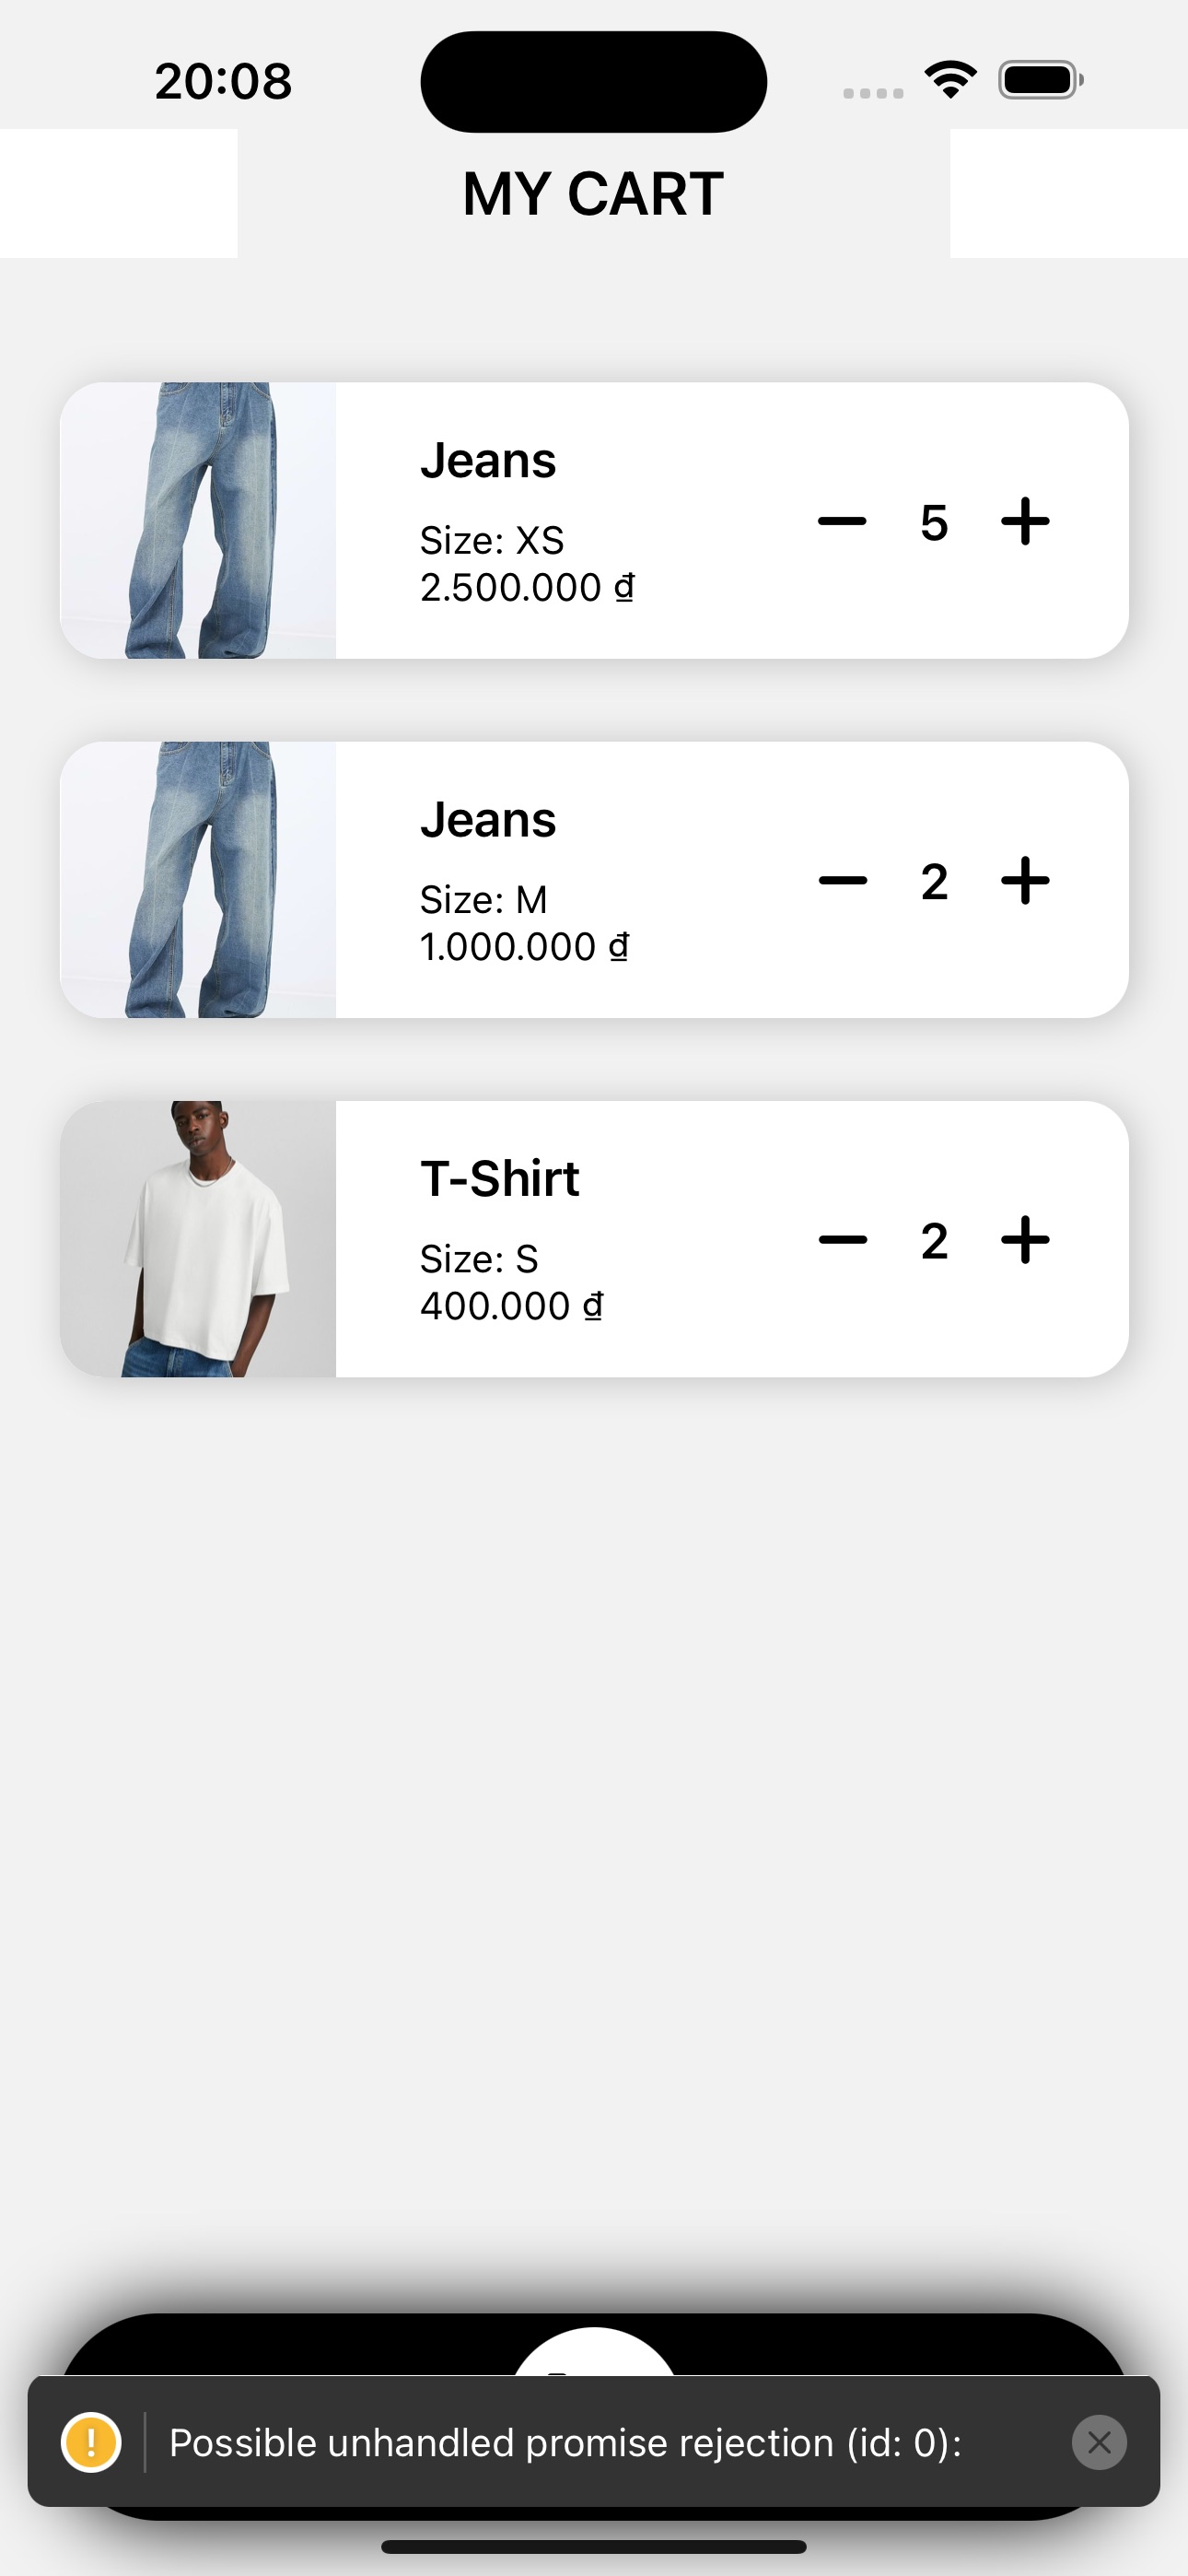 20:08
MY CART
Jeans
Size: XS
2.500.000 ₫
5
Jeans
Size: M
1.000.000 ₫
2
T-Shirt
Size: S
400.000 ₫
2
Possible unhandled promise rejection (id: 0):